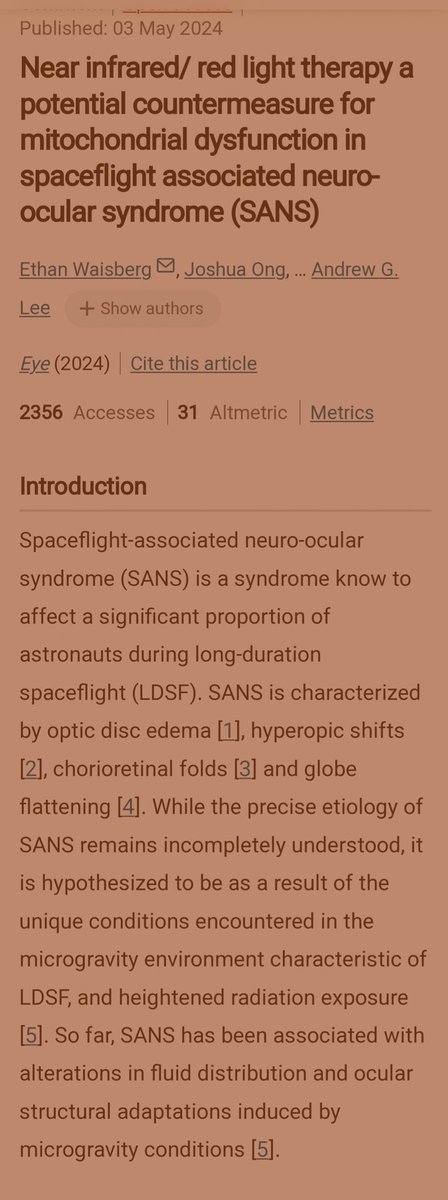 Published: 03 May 2024
Near infrared/ red light therapy a
potential countermeasure for
mitochondrial dysfunction in
spaceflight associated neuro-
ocular syndrome (SANS)
Ethan Waisberg, Joshua Ong, ... Andrew G.
Lee + Show authors
Eye (2024) | Cite this article
2356 Accesses | 31 Altmetric | Metrics
Introduction
Spaceflight-associated neuro-ocular
syndrome (SANS) is a syndrome know to
affect a significant proportion of
astronauts during long-duration
spaceflight (LDSF). SANS is characterized
by optic disc edema [1], hyperopic shifts
[2], chorioretinal folds [3] and globe
flattening [4]. While the precise etiology of
SANS remains incompletely understood, it
is hypothesized to be as a result of the
unique conditions encountered in the
microgravity environment characteristic of
LDSF, and heightened radiation exposure
[5]. So far, SANS has been associated with
alterations in fluid distribution and ocular
structural adaptations induced by
microgravity conditions [5].